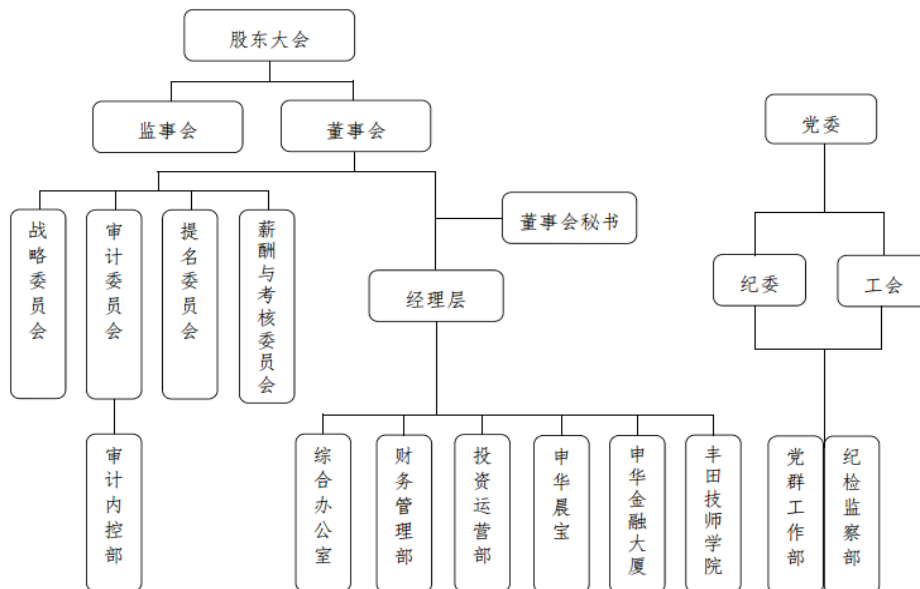 股东大会
监事会
董事会
党委
战略委员会
审计委员会
提名委员会
薪酬与考核委员会
董事会秘书
经理层
纪委
工会
审计内控部
综合办公室
财务管理部
投资运营部
申华晨宝
申华金融大厦
丰田技师学院
党群工作部
纪检监察部